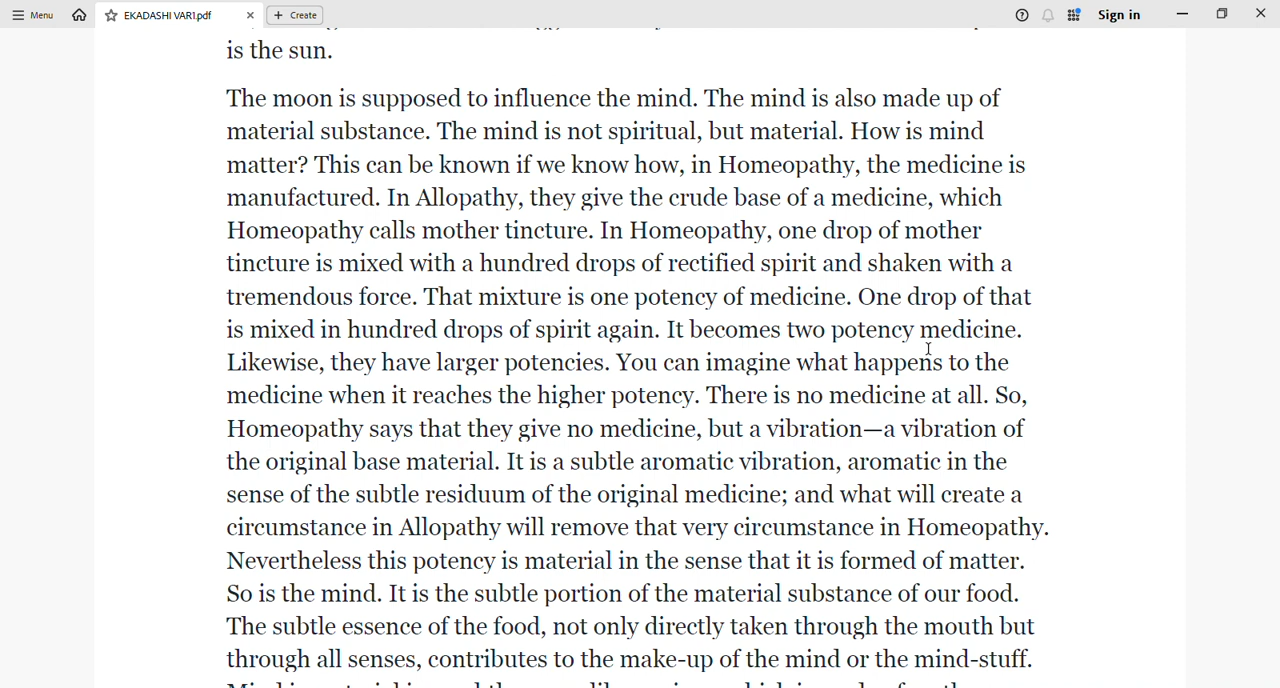 Menu
EKADASHI VAR1.pdf
Create
Sign in
is the sun.
The moon is supposed to influence the mind. The mind is also made up of
material substance. The mind is not spiritual, but material. How is mind
matter? This can be known if we know how, in Homeopathy, the medicine is
manufactured. In Allopathy, they give the crude base of a medicine, which
Homeopathy calls mother tincture. In Homeopathy, one drop of mother
tincture is mixed with a hundred drops of rectified spirit and shaken with a
tremendous force. That mixture is one potency of medicine. One drop of that
is mixed in hundred drops of spirit again. It becomes two potency medicine.
Likewise, they have larger potencies. You can imagine what happens to the
medicine when it reaches the higher potency. There is no medicine at all. So,
Homeopathy says that they give no medicine, but a vibration—a vibration of
the original base material. It is a subtle aromatic vibration, aromatic in the
sense of the subtle residuum of the original medicine; and what will create a
circumstance in Allopathy will remove that very circumstance in Homeopathy.
Nevertheless this potency is material in the sense that it is formed of matter.
So is the mind. It is the subtle portion of the material substance of our food.
The subtle essence of the food, not only directly taken through the mouth but
through all senses, contributes to the make-up of the mind or the mind-stuff.